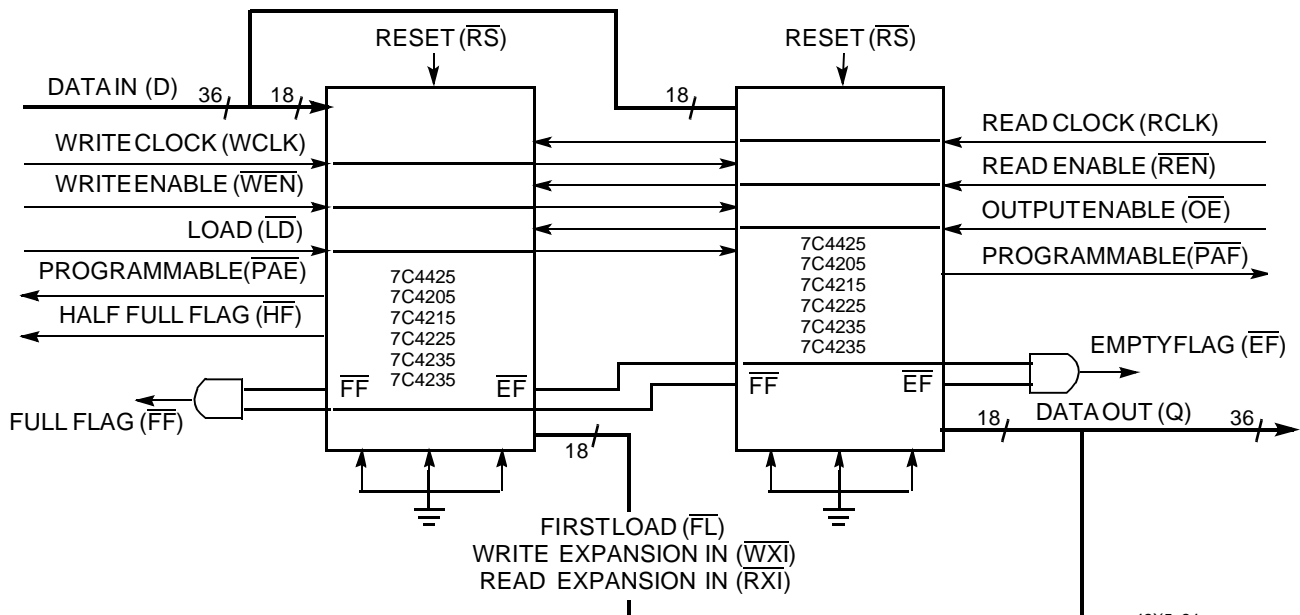 RESET (RS)
RESET (RS)
DATA IN (D)
36
18
18
READ CLOCK (RCLK)
WRITE CLOCK (WCLK)
READ ENABLE (REN)
WRITE ENABLE (WEN)
OUTPUT ENABLE (OE)
LOAD (LD)
PROGRAMMABLE (PAE)
PROGRAMMABLE (PAF)
HALF FULL FLAG (HF)
7C4425
7C4205
7C4215
7C4225
7C4235
7C4235
7C4425
7C4205
7C4215
7C4225
7C4235
7C4235
EMPTY FLAG (EF)
FF
EF
FF
EF
FULL FLAG (FF)
DATA OUT (Q)
18
36
18
FIRST LOAD (FL)
WRITE EXPANSION IN (WXI)
READ EXPANSION IN (RXI)